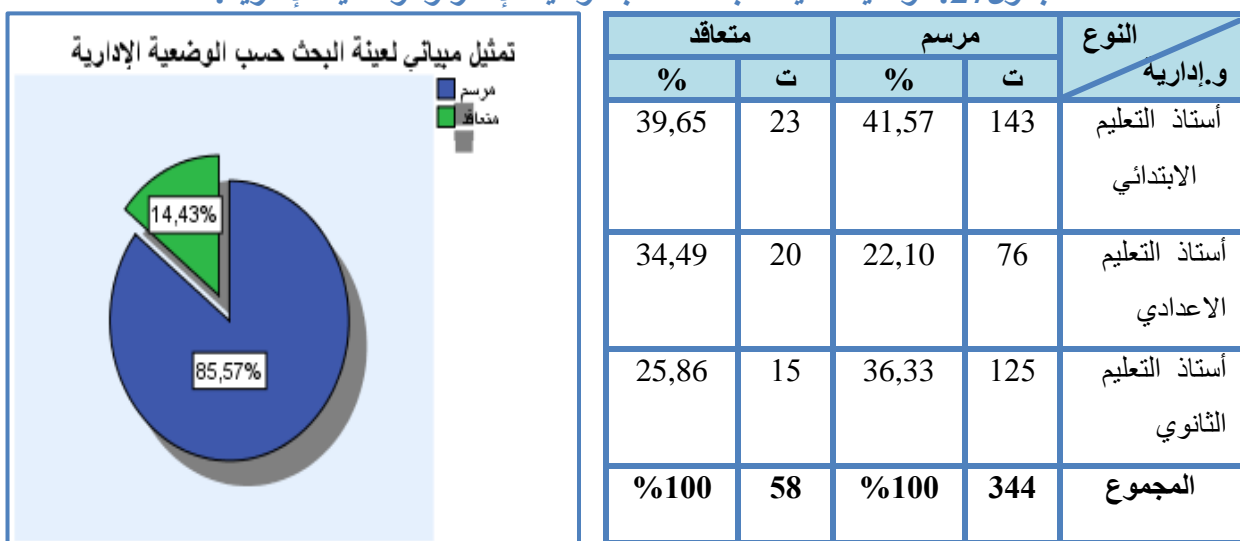 تمثيل مبياني لعينة البحث حسب الوضعية الإدارية
مرسم
متعاقد
14,43%
85,57%
النوع
و.إدارية
مرسم
متعاقد
ت
%
ت
%
أستاذ التعليم
الابتدائي
143
41,57
23
39,65
أستاذ التعليم
الاعدادي
76
22,10
20
34,49
أستاذ التعليم
الثانوي
125
36,33
15
25,86
المجموع
344
%100
58
%100